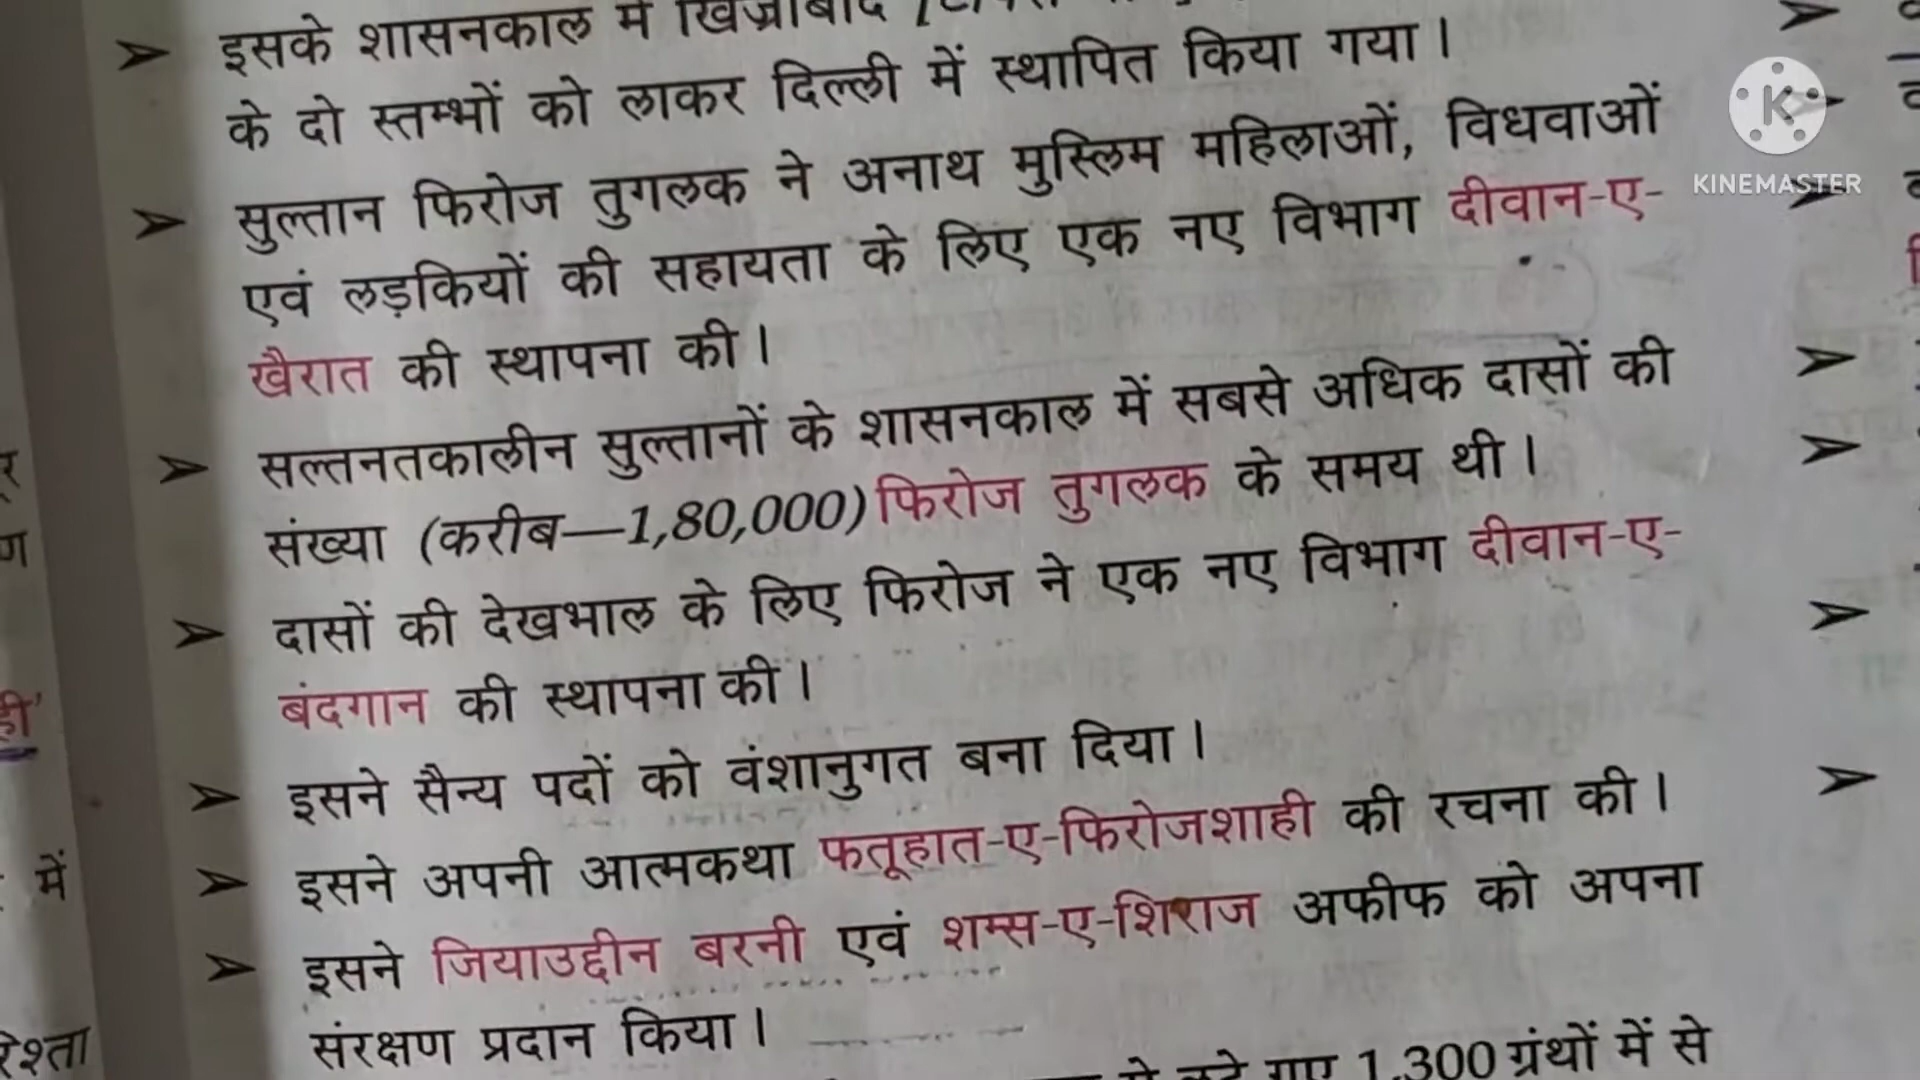 इसके शासनकाल में खिज्राबाद
के दो स्तम्भों को लाकर दिल्ली में स्थापित किया गया।
सुल्तान फिरोज तुगलक ने अनाथ मुस्लिम महिलाओं, विधवाओं
एवं लड़कियों की सहायता के लिए एक नए विभाग दीवान-ए-
खैरात की स्थापना की।
सल्तनतकालीन सुल्तानों के शासनकाल में सबसे अधिक दासों की
संख्या (करीब—1,80,000) फिरोज तुगलक के समय थी।
दासों की देखभाल के लिए फिरोज ने एक नए विभाग दीवान-ए-
बंदगान की स्थापना की।
इसने सैन्य पदों को वंशानुगत बना दिया।
इसने अपनी आत्मकथा फतूहात-ए-फिरोजशाही की रचना की।
इसने जियाउद्दीन बरनी एवं शम्स-ए-शिराज अफीफ को अपना
संरक्षण प्रदान किया।
गए 1,300 ग्रंथों में से
में
KINEMASTER